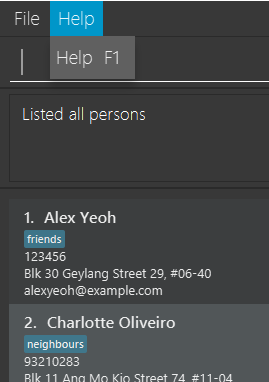 File Help
Help F1
Listed all persons
1. Alex Yeoh
friends
123456
Blk 30 Geylang Street 29, #06-40
alexyeoh@example.com
2. Charlotte Oliveiro
neighbours
93210283
Blk 11 Ang Mo Kio Street 74, #11-04